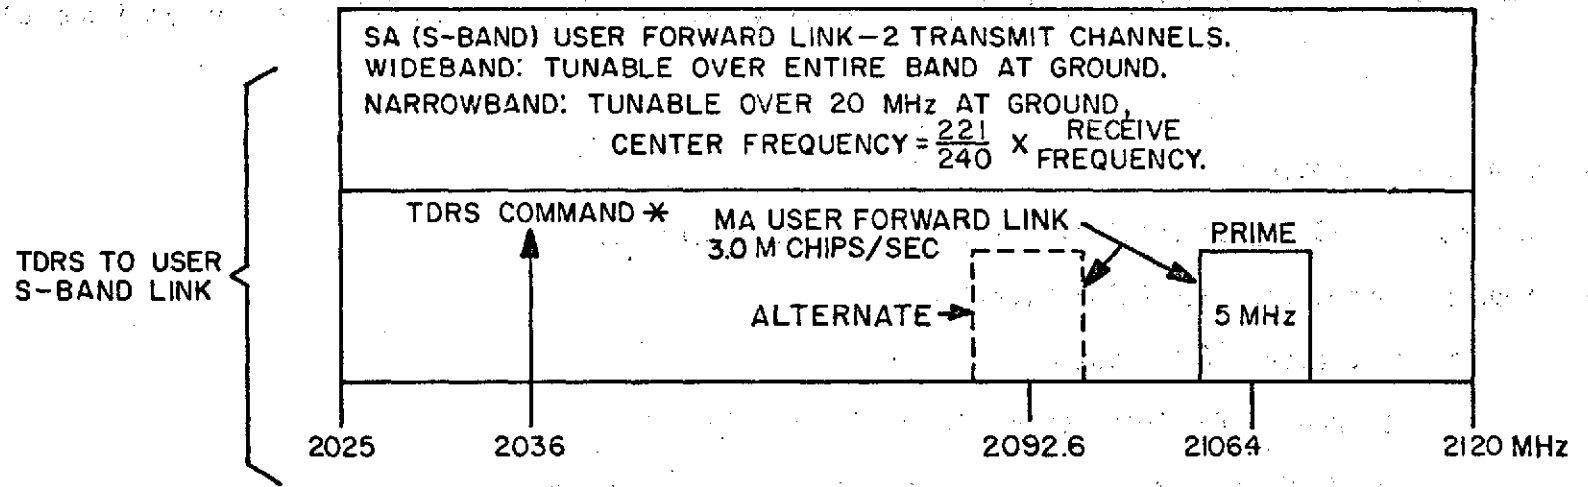 SA (S-BAND) USER FORWARD LINK-2 TRANSMIT CHANNELS.
WIDEBAND: TUNABLE OVER ENTIRE BAND AT GROUND.
NARROWBAND: TUNABLE OVER 20 MHz AT GROUND,
CENTER FREQUENCY = 221/240 X RECEIVE
FREQUENCY.
TDRS COMMAND *
MA USER FORWARD LINK
3.0 M CHIPS/SEC
PRIME
TDRS TO USER
S-BAND LINK
ALTERNATE
5 MHz
2025
2036
2092.6
21064
2120 MHz